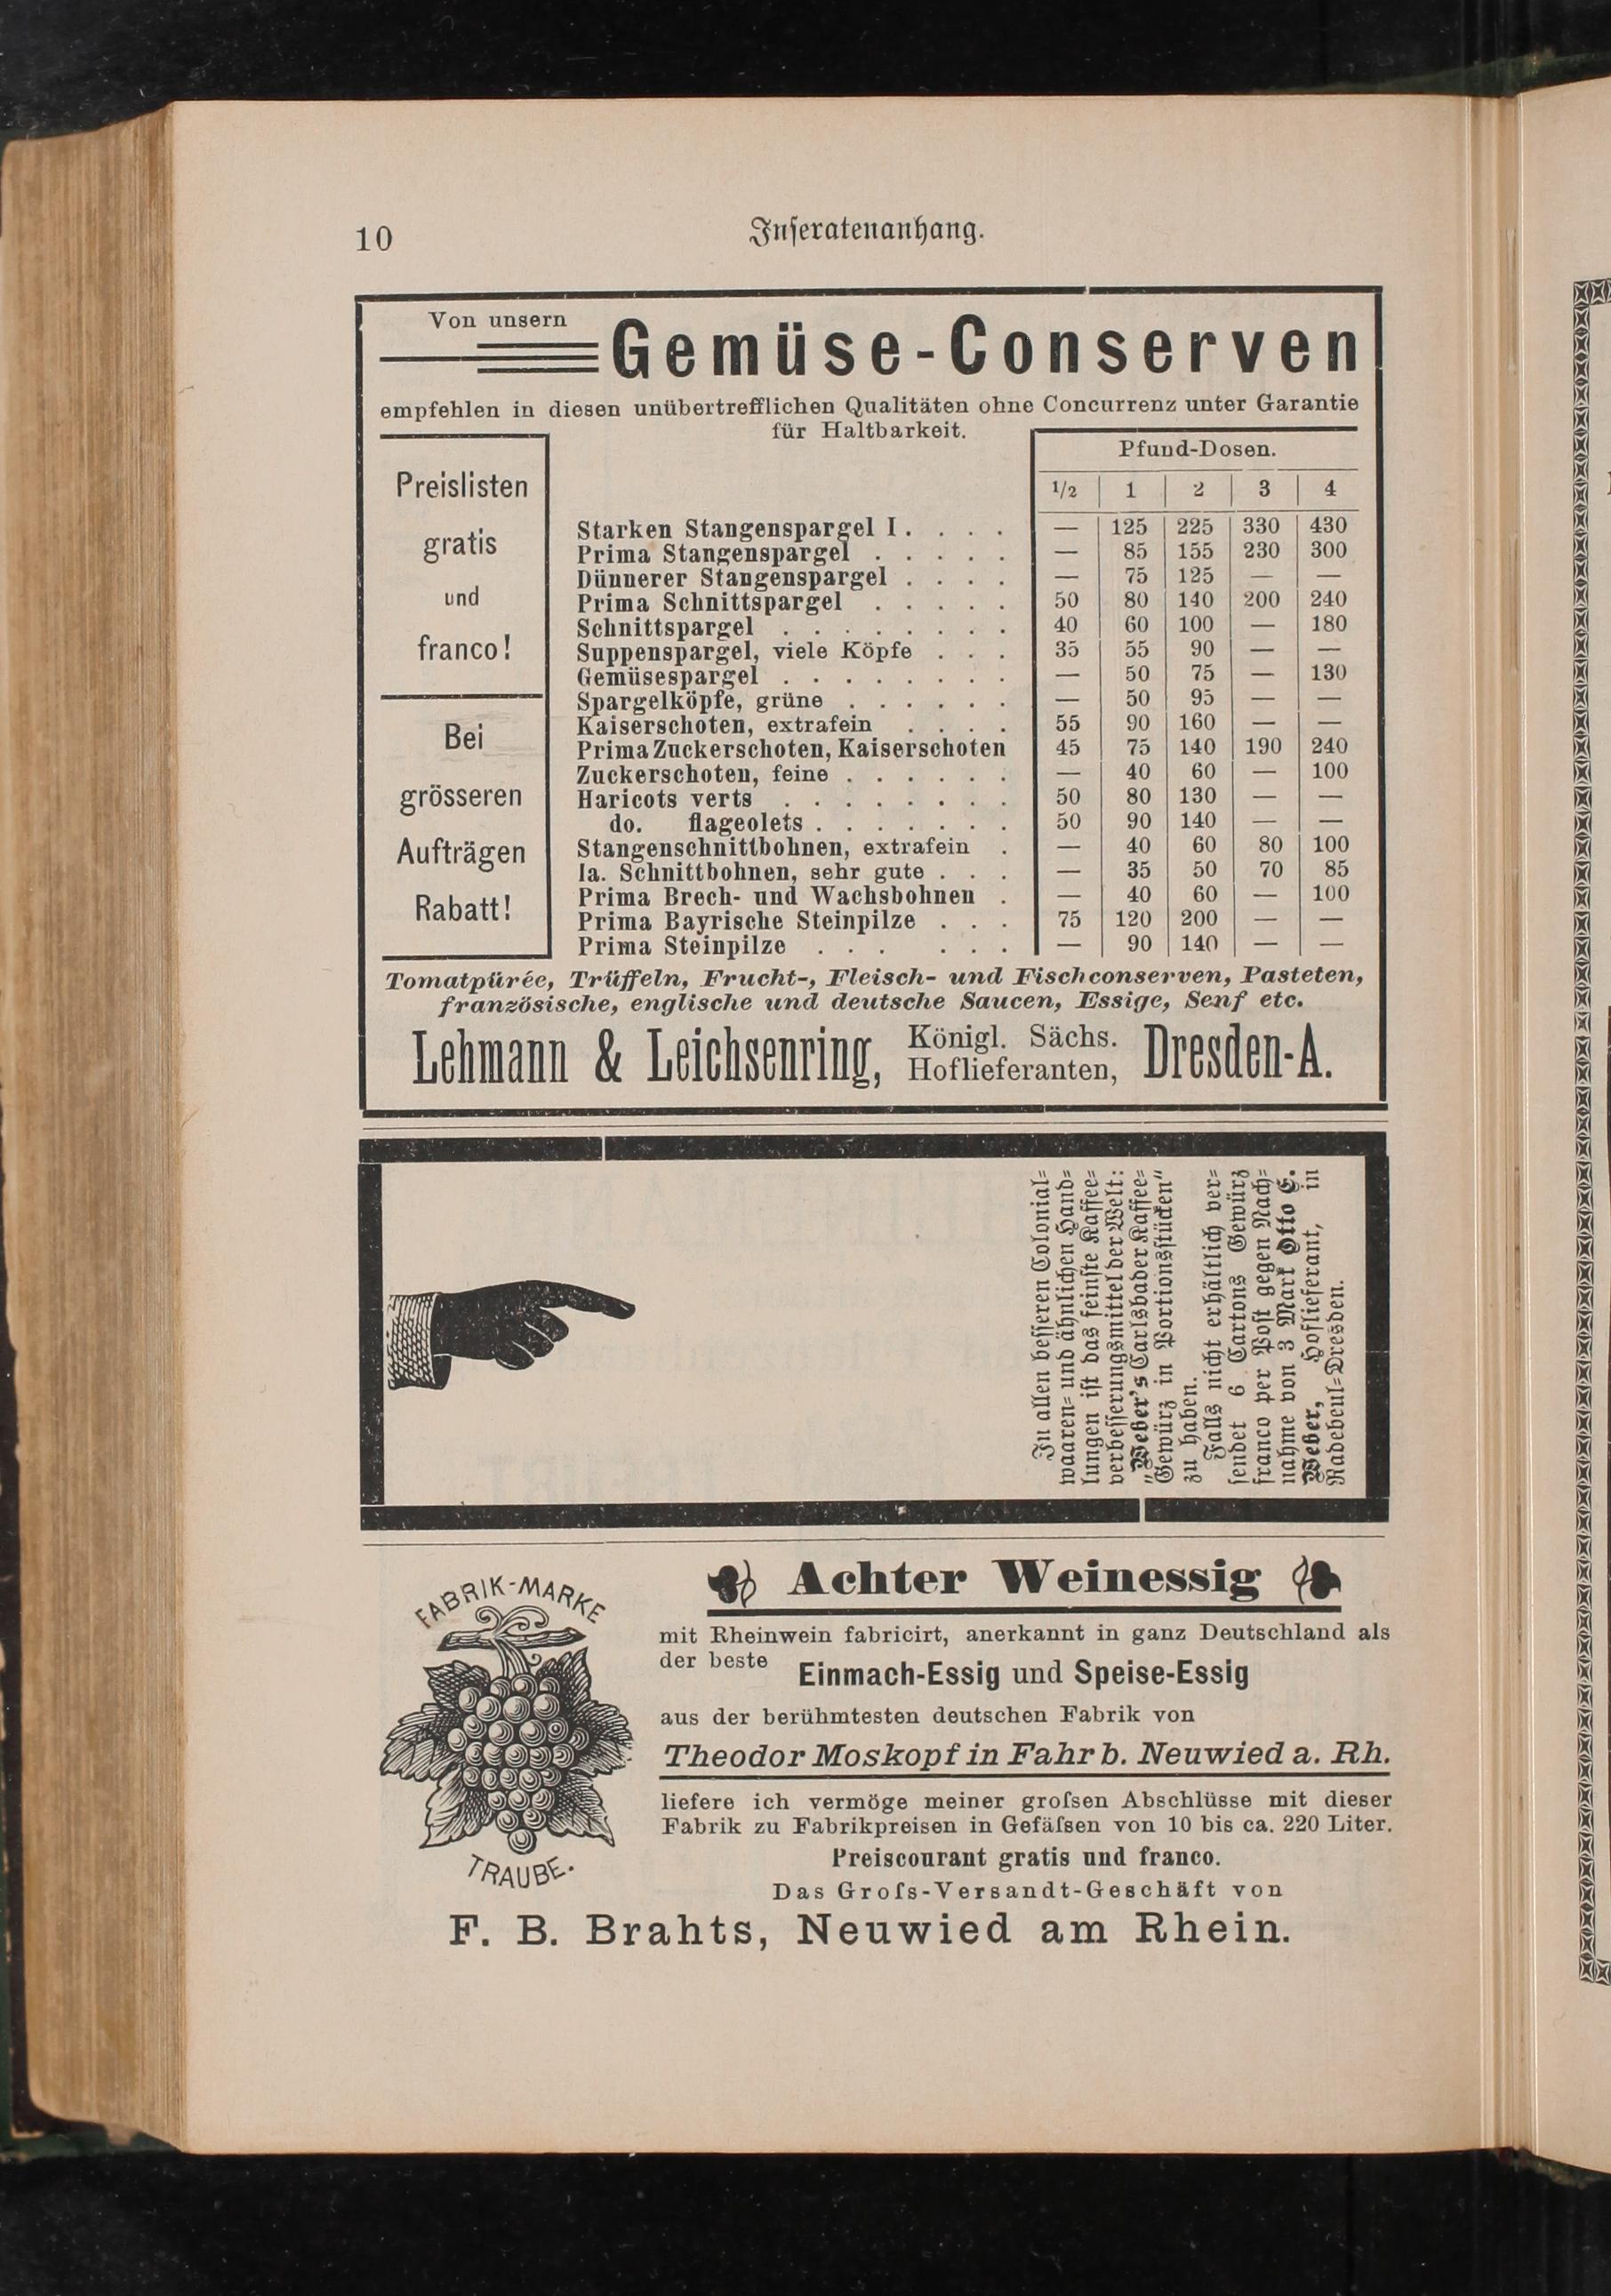 10
Inſeratenanhang.
Von unsern
Gemüse-Conserven
empfehlen in diesen unübertrefflichen Qualitäten ohne Concurrenz unter Garantie
für Haltbarkeit.
Preislisten
gratis
und
franco!
Bei
grösseren
Aufträgen
Rabatt!
Pfund-Dosen.
1/2 | 1 | 2 | 3 | 4
Starken Stangenspargel I . . . . — 125 225 330 430
Prima Stangenspargel . . . . . — 85 155 230 300
Dünnerer Stangenspargel . . . . — 75 125 — —
Prima Schnittspargel . . . . . 50 80 140 200 240
Schnittspargel . . . . . . . . 40 60 100 — 180
Suppenspargel, viele Köpfe . . . 35 55 90 — —
Gemüsespargel . . . . . . . . — 50 75 — 130
Spargelköpfe, grüne . . . . . . — 50 95 — —
Kaiserschoten, extrafein . . . . 55 90 160 — —
Prima Zuckerschoten, Kaiserschoten 45 75 140 190 240
Zuckerschoten, feine . . . . . . — 40 60 — 100
Haricots verts . . . . . . . . 50 80 130 — —
do. flageolets . . . . . . . 50 90 140 — —
Stangenschnittbohnen, extrafein . — 40 60 80 100
Ia. Schnittbohnen, sehr gute . . . — 35 50 70 85
Prima Brech- und Wachsbohnen . — 40 60 — 100
Prima Bayrische Steinpilze . . . 75 120 200 — —
Prima Steinpilze . . . . . . — 90 140 — —
Tomatpürée, Trüffeln, Frucht-, Fleisch- und Fischconserven, Pasteten,
französische, englische und deutsche Saucen, Essige, Senf etc.
Lehmann & Leichsenring, Königl. Sächs. Hoflieferanten, Dresden-A.
In allen beſſeren Colonial-
waaren- und ähnlichen Hand-
lungen iſt das feinſte Kaffee-
verbeſſerungsmittel der Welt:
„Weber's Carlsbader Kaffee-
Gewürz in Portionsſtücken“
zu haben.
Falls nicht erhältlich ver-
ſendet 6 Cartons Gewürz
franco per Poſt gegen Nach-
nahme von 3 Mark Otto E.
Weber, Hoflieferant, in
Radebeul-Dresden.
FABRIK-MARKE
TRAUBE.
Achter Weinessig
mit Rheinwein fabricirt, anerkannt in ganz Deutschland als
der beste
Einmach-Essig und Speise-Essig
aus der berühmtesten deutschen Fabrik von
Theodor Moskopf in Fahr b. Neuwied a. Rh.
liefere ich vermöge meiner groſsen Abschlüsse mit dieser
Fabrik zu Fabrikpreisen in Gefäſsen von 10 bis ca. 220 Liter.
Preiscourant gratis und franco.
Das Groſs-Versandt-Geschäft von
F. B. Brahts, Neuwied am Rhein.